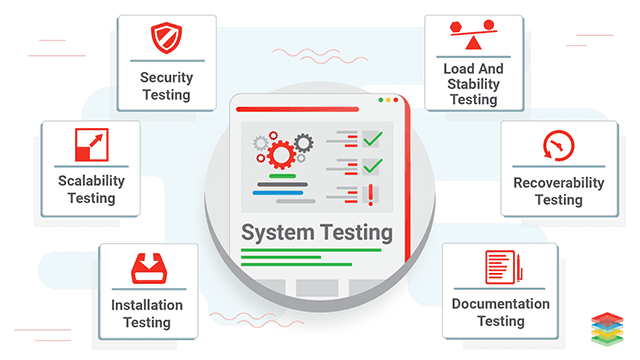 Security
Testing
Load And
Stability
Testing
Scalability
Testing
Recoverability
Testing
System Testing
Installation
Testing
Documentation
Testing